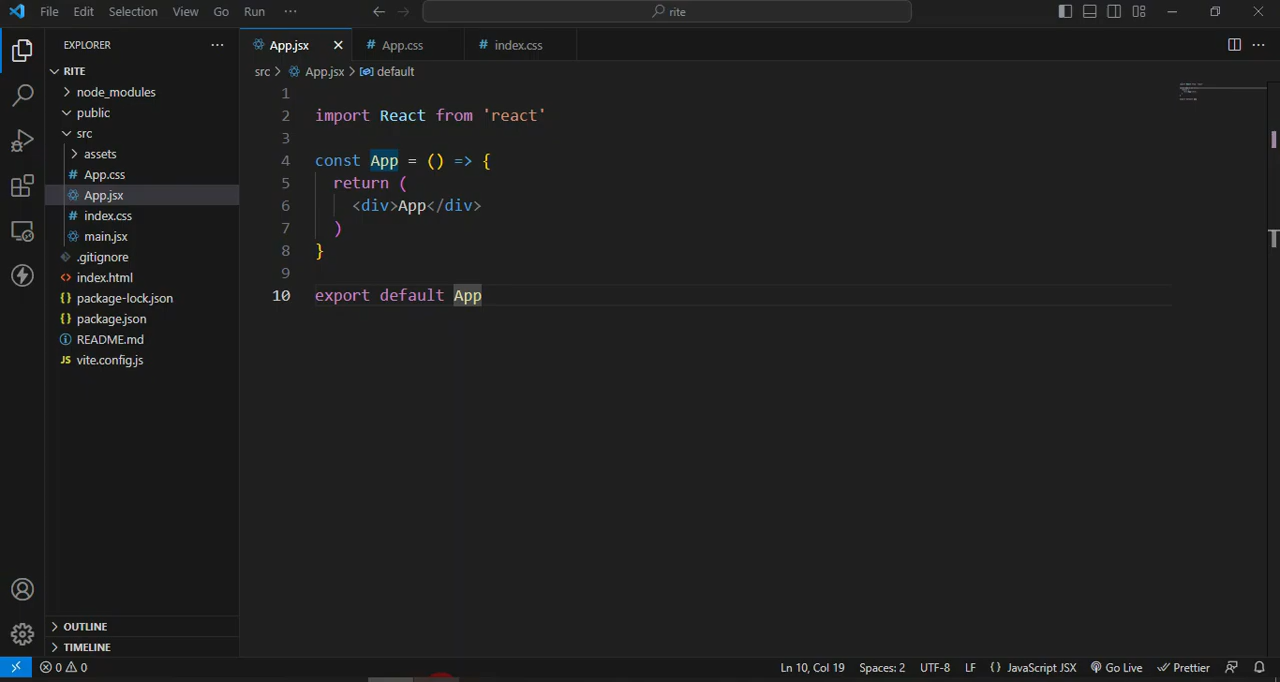 File Edit Selection View Go Run ··· rite
EXPLORER ···
RITE
node_modules
public
src
assets
# App.css
App.jsx
# index.css
main.jsx
.gitignore
<> index.html
{} package-lock.json
{} package.json
README.md
JS vite.config.js
OUTLINE
TIMELINE
App.jsx # App.css # index.css
src > App.jsx > default
1
2 import React from 'react'
3
4 const App = () => {
5 return (
6 <div>App</div>
7 )
8 }
9
10 export default App
0 0 Ln 10, Col 19 Spaces: 2 UTF-8 LF {} JavaScript JSX Go Live Prettier